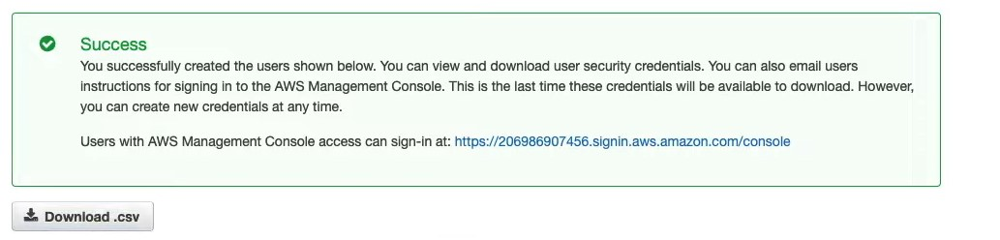 Success
You successfully created the users shown below. You can view and download user security credentials. You can also email users
instructions for signing in to the AWS Management Console. This is the last time these credentials will be available to download. However,
you can create new credentials at any time.
Users with AWS Management Console access can sign-in at: https://206986907456.signin.aws.amazon.com/console
Download .csv